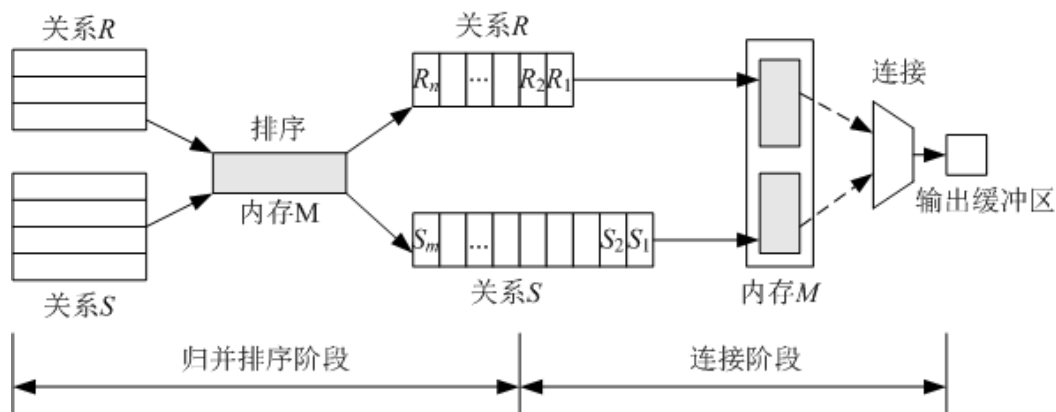 关系R
关系R
Rn ... R2 R1
连接
排序
内存M
输出缓冲区
Sm ... S2 S1
关系S
关系S
内存M
归并排序阶段
连接阶段